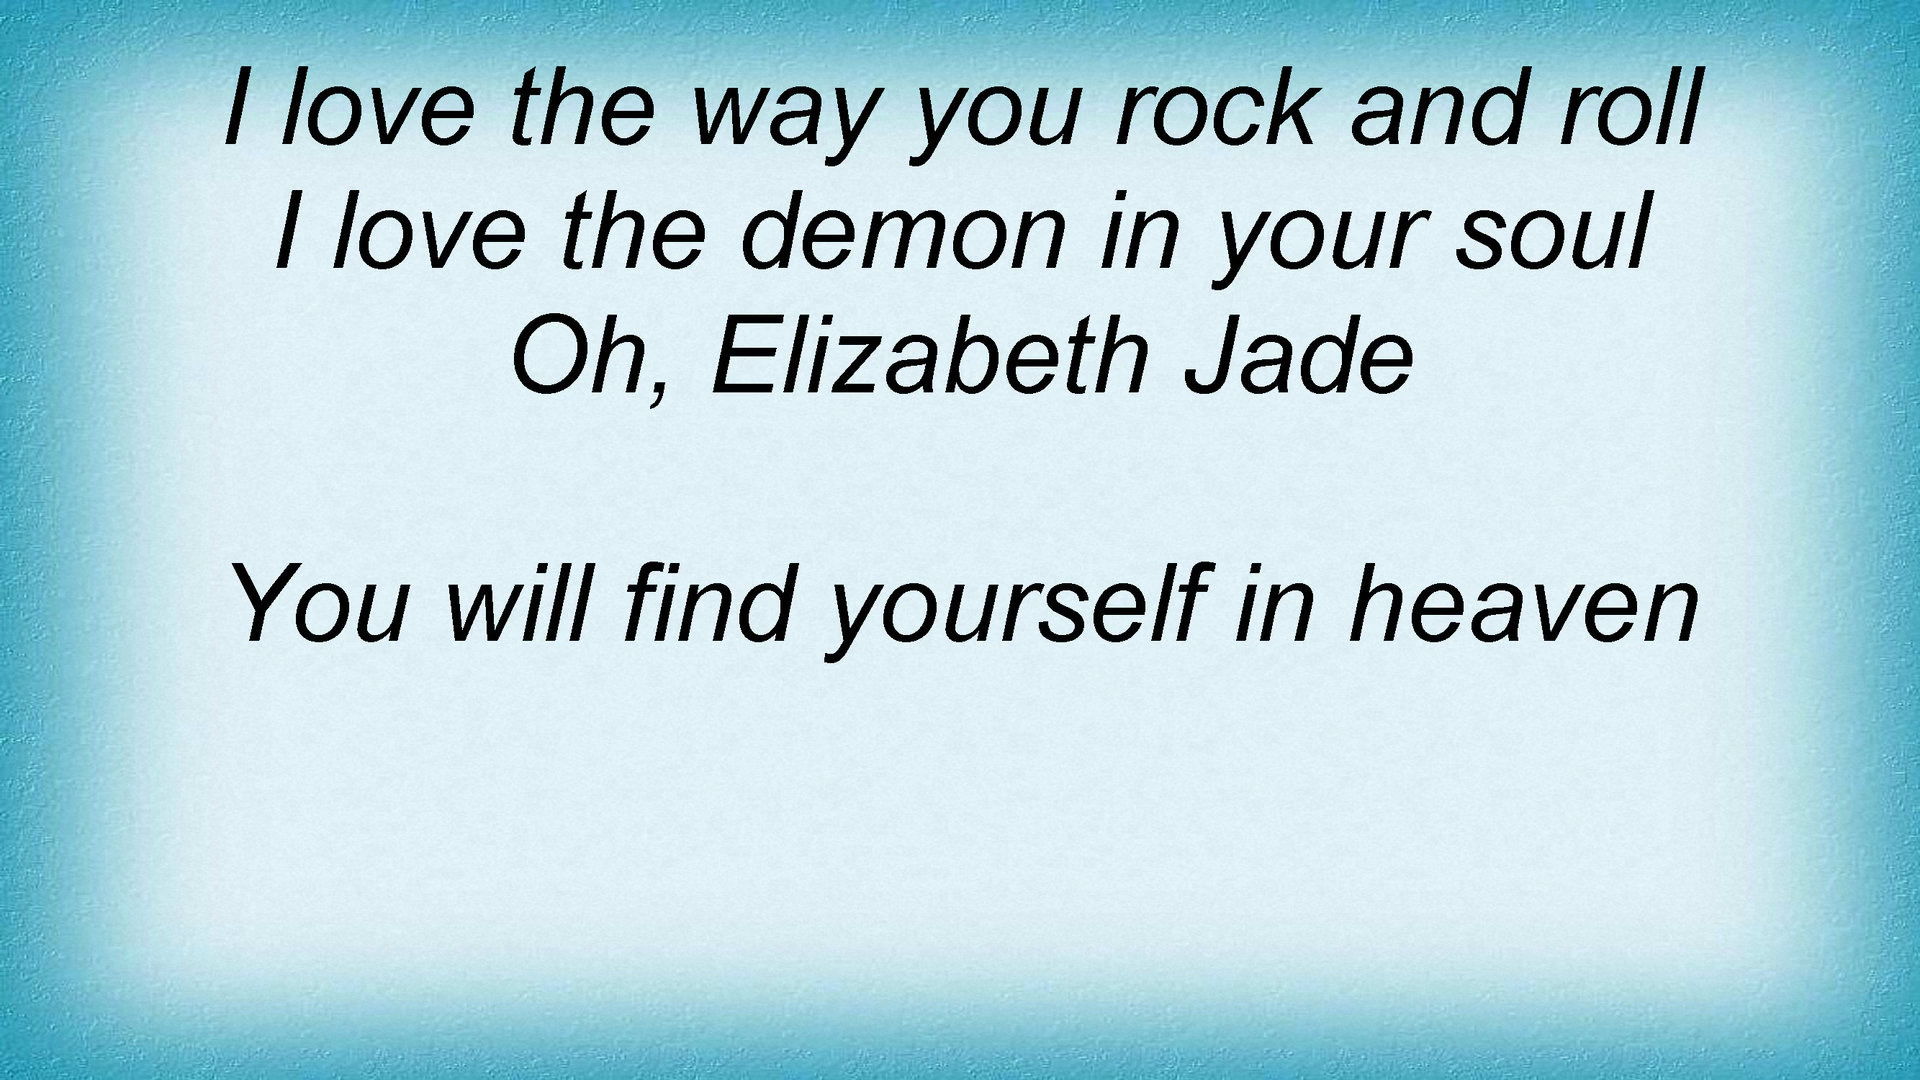 I love the way you rock and roll
I love the demon in your soul
Oh, Elizabeth Jade
You will find yourself in heaven